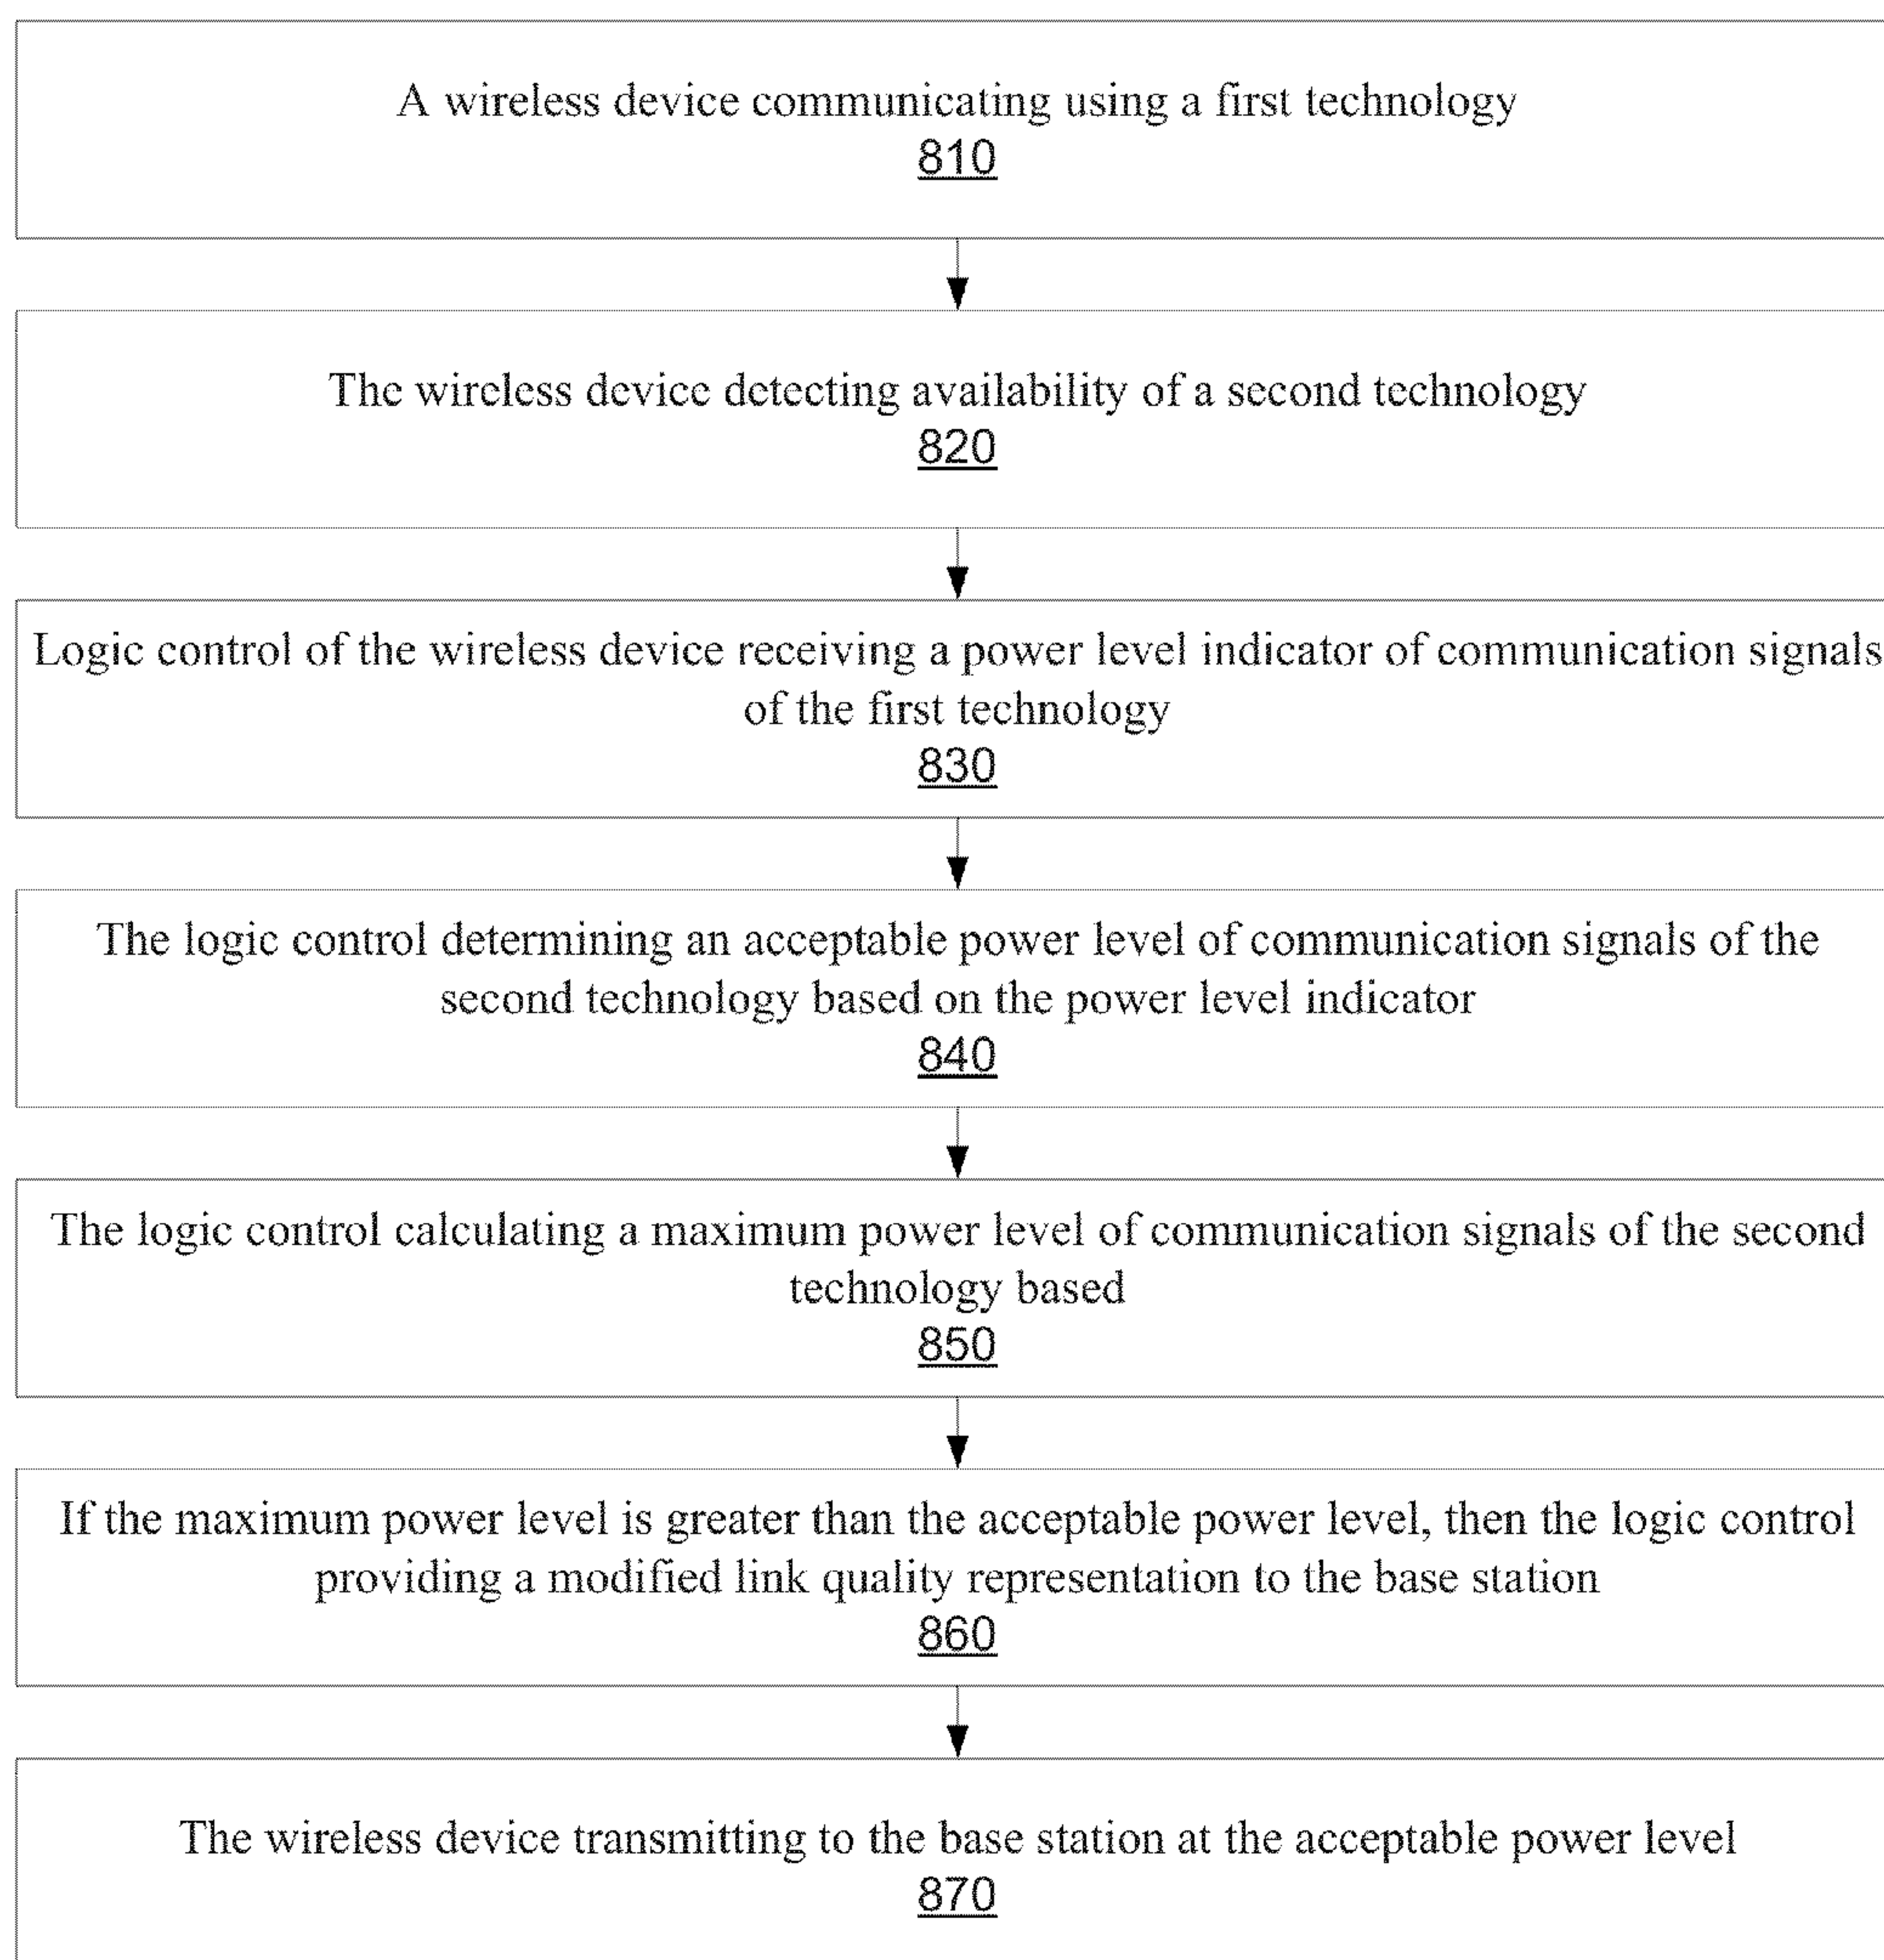 A wireless device communicating using a first technology
810
The wireless device detecting availability of a second technology
820
Logic control of the wireless device receiving a power level indicator of communication signals
of the first technology
830
The logic control determining an acceptable power level of communication signals of the
second technology based on the power level indicator
840
The logic control calculating a maximum power level of communication signals of the second
technology based
850
If the maximum power level is greater than the acceptable power level, then the logic control
providing a modified link quality representation to the base station
860
The wireless device transmitting to the base station at the acceptable power level
870